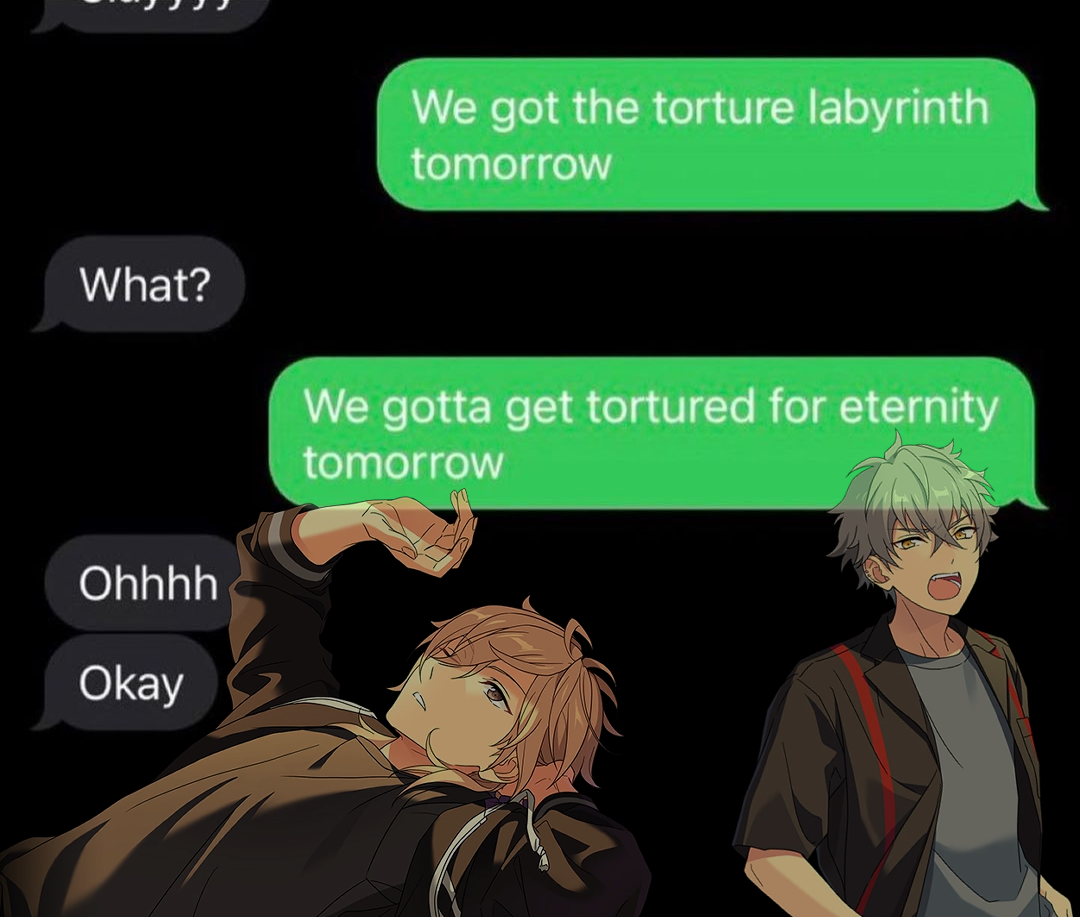 We got the torture labyrinth
tomorrow
What?
We gotta get tortured for eternity
tomorrow
Ohhhh
Okay